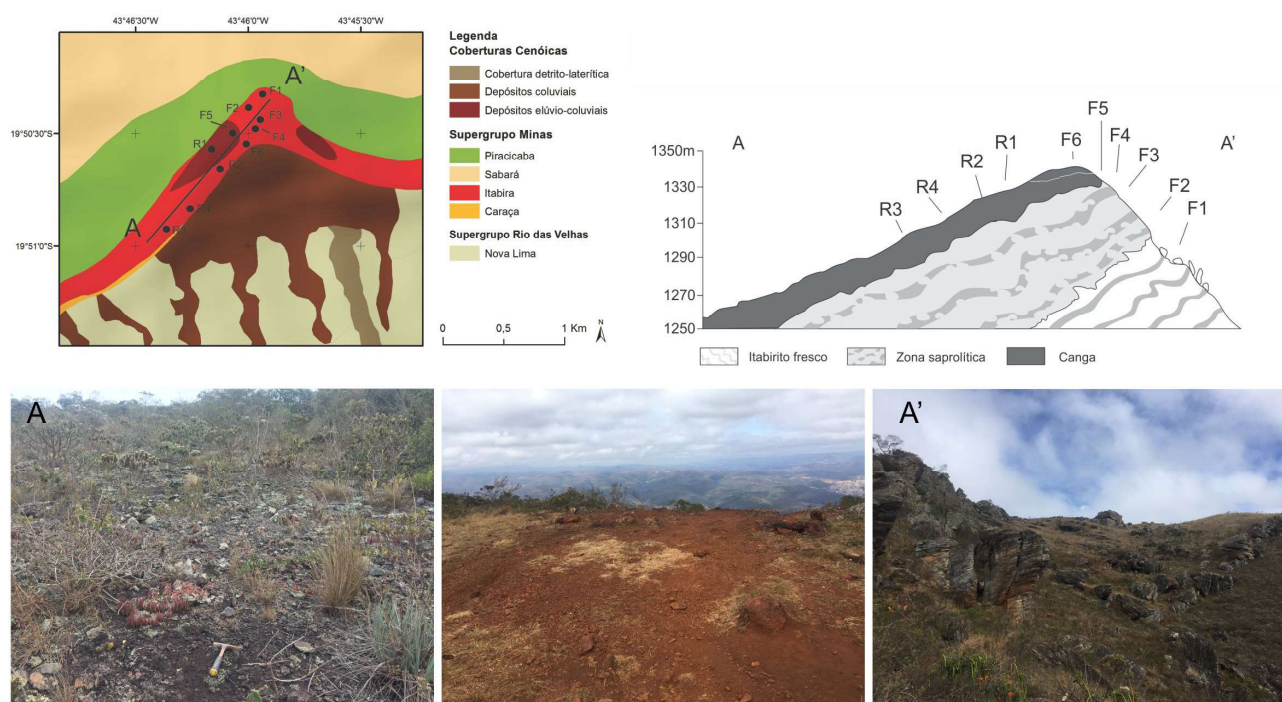 43°46'30"W
43°46'0"W
43°45'30"W
19°50'30"S
19°51'0"S
A'
F1
F2
F3
F5
F4
R1
F6
A
Legenda
Coberturas Cenóicas
Cobertura detrito-laterítica
Depósitos coluviais
Depósitos elúvio-coluviais
Supergrupo Minas
Piracicaba
Sabará
Itabira
Caraça
Supergrupo Rio das Velhas
Nova Lima
0
0,5
1 Km
N
1350m
1330
1310
1290
1270
1250
A
R3
R4
R2
R1
F6
F5
F4
F3
F2
F1
A'
Itabirito fresco
Zona saprolítica
Canga
A
A'